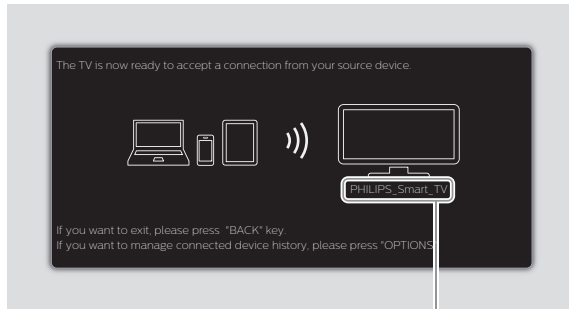 The TV is now ready to accept a connection from your source device.
PHILIPS_Smart_TV
If you want to exit, please press "BACK" key.
If you want to manage connected device history, please press "OPTIONS"